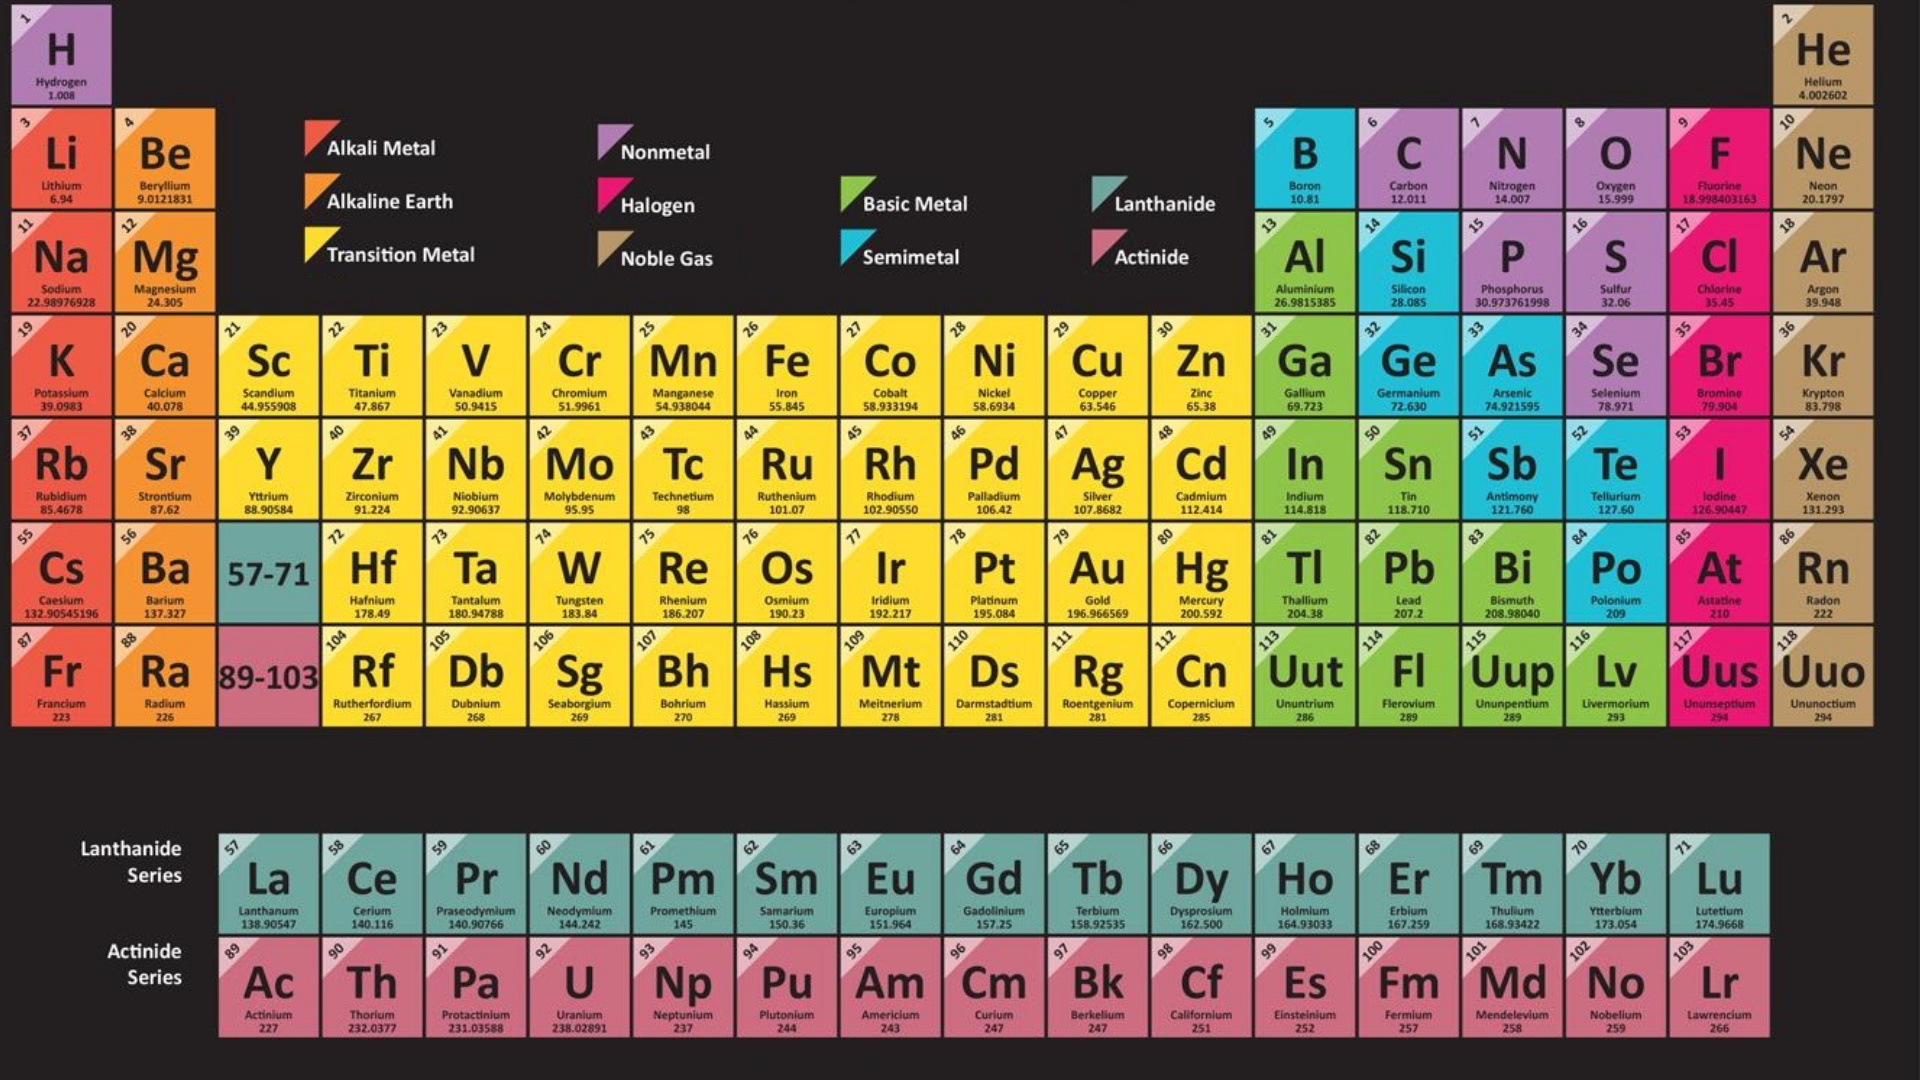 1
H
Hydrogen
1.008
2
He
Helium
4.002602
3
Li
Lithium
6.94
4
Be
Beryllium
9.0121831
Alkali Metal
Alkaline Earth
Transition Metal
Nonmetal
Halogen
Noble Gas
Basic Metal
Semimetal
Lanthanide
Actinide
5
B
Boron
10.81
6
C
Carbon
12.011
7
N
Nitrogen
14.007
8
O
Oxygen
15.999
9
F
Fluorine
18.998403163
10
Ne
Neon
20.1797
11
Na
Sodium
22.98976928
12
Mg
Magnesium
24.305
13
Al
Aluminium
26.9815385
14
Si
Silicon
28.085
15
P
Phosphorus
30.973761998
16
S
Sulfur
32.06
17
Cl
Chlorine
35.45
18
Ar
Argon
39.948
19
K
Potassium
39.0983
20
Ca
Calcium
40.078
21
Sc
Scandium
44.955908
22
Ti
Titanium
47.867
23
V
Vanadium
50.9415
24
Cr
Chromium
51.9961
25
Mn
Manganese
54.938044
26
Fe
Iron
55.845
27
Co
Cobalt
58.933194
28
Ni
Nickel
58.6934
29
Cu
Copper
63.546
30
Zn
Zinc
65.38
31
Ga
Gallium
69.723
32
Ge
Germanium
72.630
33
As
Arsenic
74.921595
34
Se
Selenium
78.971
35
Br
Bromine
79.904
36
Kr
Krypton
83.798
37
Rb
Rubidium
85.4678
38
Sr
Strontium
87.62
39
Y
Yttrium
88.90584
40
Zr
Zirconium
91.224
41
Nb
Niobium
92.90637
42
Mo
Molybdenum
95.95
43
Tc
Technetium
98
44
Ru
Ruthenium
101.07
45
Rh
Rhodium
102.90550
46
Pd
Palladium
106.42
47
Ag
Silver
107.8682
48
Cd
Cadmium
112.414
49
In
Indium
114.818
50
Sn
Tin
118.710
51
Sb
Antimony
121.760
52
Te
Tellurium
127.60
53
I
Iodine
126.90447
54
Xe
Xenon
131.293
55
Cs
Caesium
132.90545196
56
Ba
Barium
137.327
57-71
72
Hf
Hafnium
178.49
73
Ta
Tantalum
180.94788
74
W
Tungsten
183.84
75
Re
Rhenium
186.207
76
Os
Osmium
190.23
77
Ir
Iridium
192.217
78
Pt
Platinum
195.084
79
Au
Gold
196.966569
80
Hg
Mercury
200.592
81
Tl
Thallium
204.38
82
Pb
Lead
207.2
83
Bi
Bismuth
208.98040
84
Po
Polonium
209
85
At
Astatine
210
86
Rn
Radon
222
87
Fr
Francium
223
88
Ra
Radium
226
89-103
104
Rf
Rutherfordium
267
105
Db
Dubnium
268
106
Sg
Seaborgium
269
107
Bh
Bohrium
270
108
Hs
Hassium
269
109
Mt
Meitnerium
278
110
Ds
Darmstadtium
281
111
Rg
Roentgenium
281
112
Cn
Copernicium
285
113
Uut
Ununtrium
286
114
Fl
Flerovium
289
115
Uup
Ununpentium
289
116
Lv
Livermorium
293
117
Uus
Ununseptium
294
118
Uuo
Ununoctium
294
Lanthanide
Series
57
La
Lanthanum
138.90547
58
Ce
Cerium
140.116
59
Pr
Praseodymium
140.90766
60
Nd
Neodymium
144.242
61
Pm
Promethium
145
62
Sm
Samarium
150.36
63
Eu
Europium
151.964
64
Gd
Gadolinium
157.25
65
Tb
Terbium
158.92535
66
Dy
Dysprosium
162.500
67
Ho
Holmium
164.93033
68
Er
Erbium
167.259
69
Tm
Thulium
168.93422
70
Yb
Ytterbium
173.054
71
Lu
Lutetium
174.9668
Actinide
Series
89
Ac
Actinium
227
90
Th
Thorium
232.0377
91
Pa
Protactinium
231.03588
92
U
Uranium
238.02891
93
Np
Neptunium
237
94
Pu
Plutonium
244
95
Am
Americium
243
96
Cm
Curium
247
97
Bk
Berkelium
247
98
Cf
Californium
251
99
Es
Einsteinium
252
100
Fm
Fermium
257
101
Md
Mendelevium
258
102
No
Nobelium
259
103
Lr
Lawrencium
266